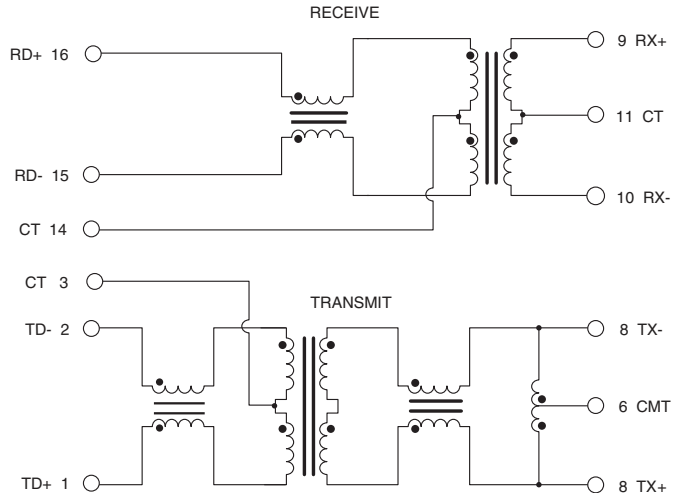 RECEIVE
RD+ 16
9 RX+
11 CT
RD- 15
10 RX-
CT 14
CT 3
TRANSMIT
TD- 2
8 TX-
6 CMT
TD+ 1
8 TX+